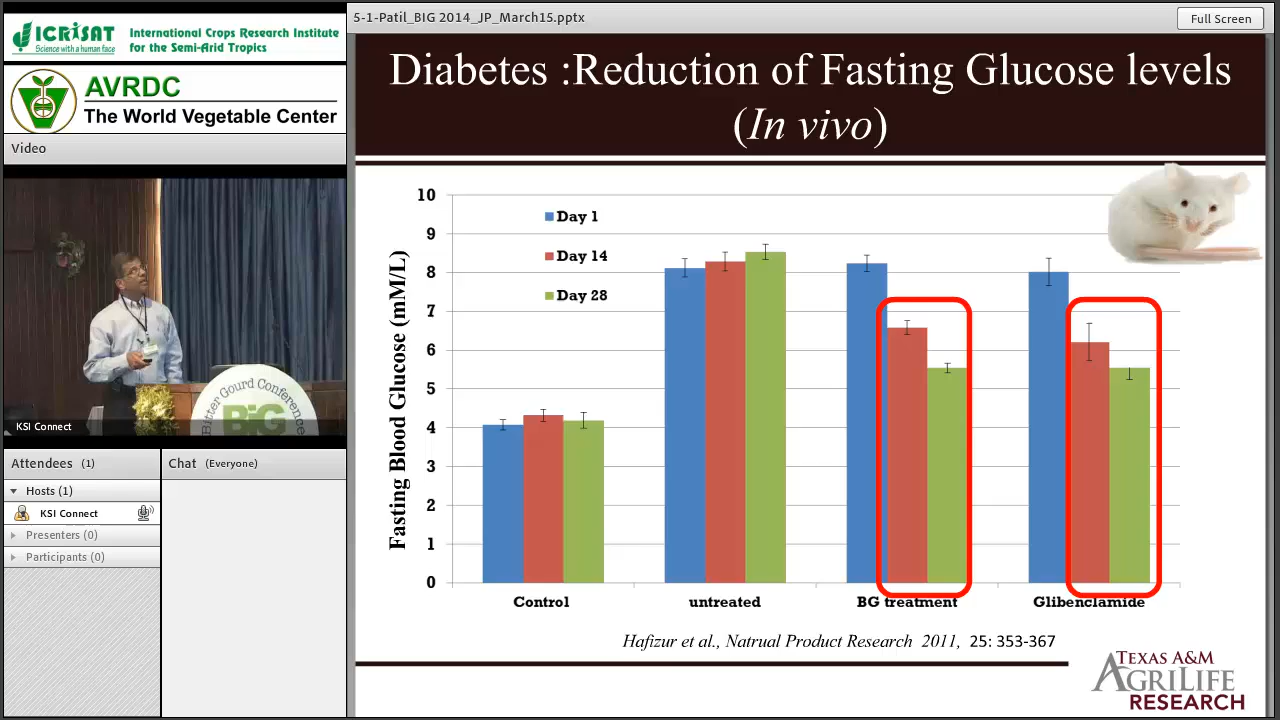 5-1-Patil_BIG 2014_JP_March15.pptx
Full Screen
ICRISAT
Science with a human face
International Crops Research Institute
for the Semi-Arid Tropics
AVRDC
The World Vegetable Center
Video
KSI Connect
Bitter Gourd Conference
BiG
Attendees (1)
Hosts (1)
KSI Connect
Presenters (0)
Participants (0)
Chat (Everyone)
Diabetes :Reduction of Fasting Glucose levels
(In vivo)
Fasting Blood Glucose (mM/L)
10
9
8
7
6
5
4
3
2
1
0
Day 1
Day 14
Day 28
Control
untreated
BG treatment
Glibenclamide
Hafizur et al., Natrual Product Research 2011, 25: 353-367
TEXAS A&M
AGRILIFE
RESEARCH